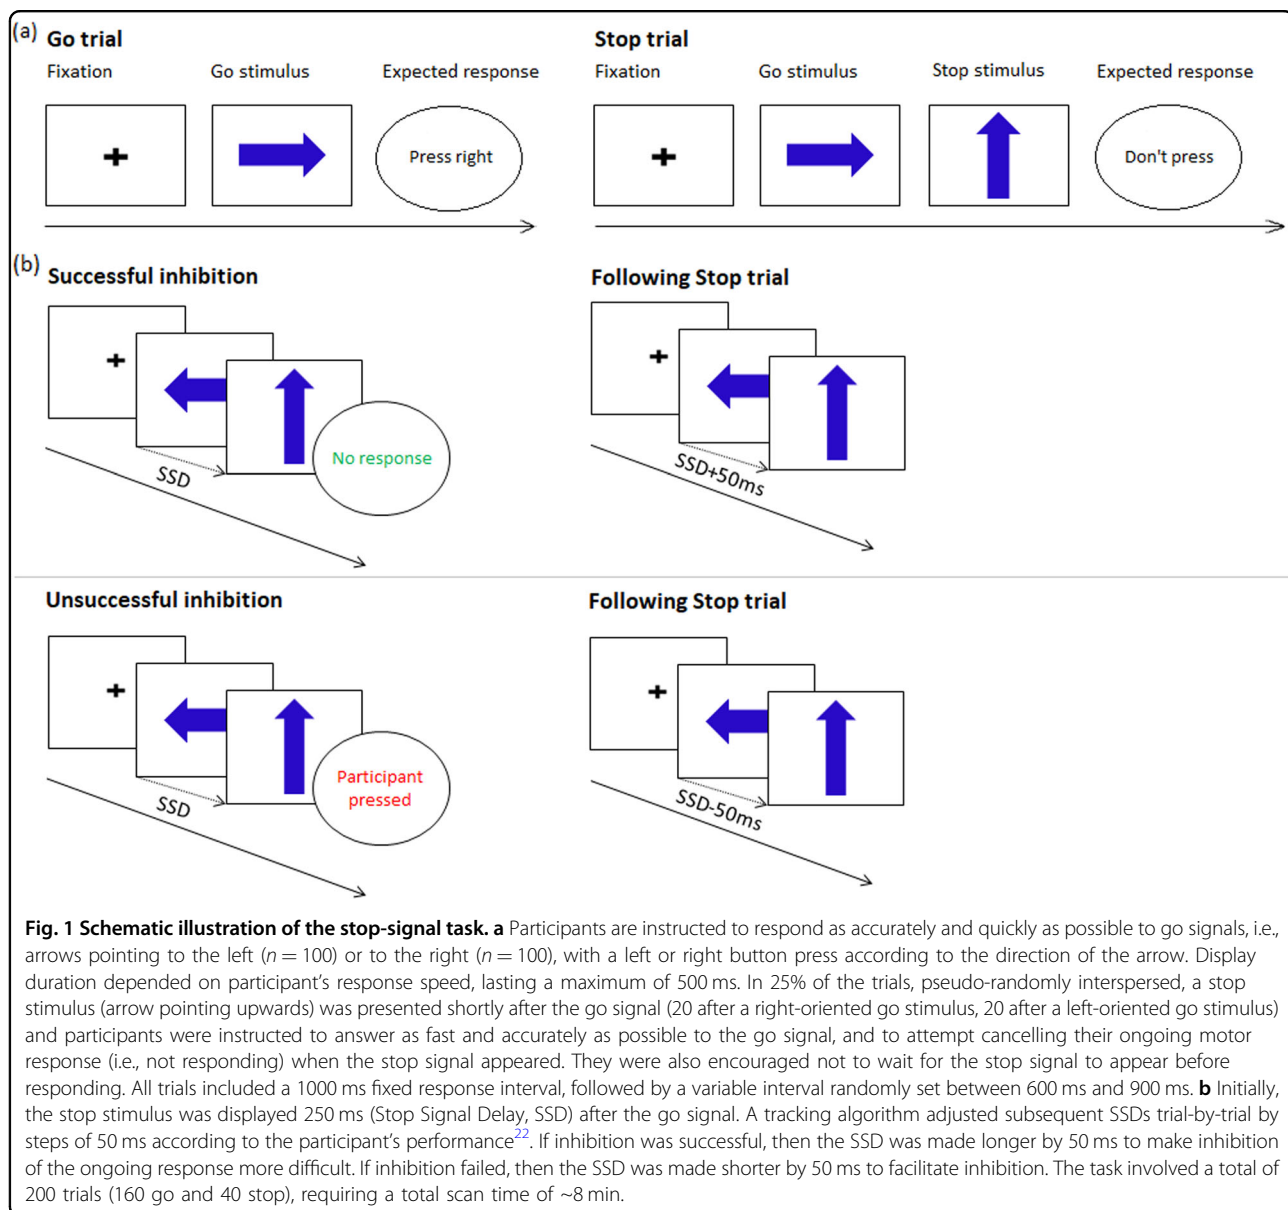 (a) Go trial
Fixation Go stimulus Expected response
Press right
Stop trial
Fixation Go stimulus Stop stimulus Expected response
Don't press
(b) Successful inhibition
SSD
No response
Following Stop trial
SSD+50ms
Unsuccessful inhibition
SSD
Participant
pressed
Following Stop trial
SSD-50ms
Fig. 1 Schematic illustration of the stop-signal task. a Participants are instructed to respond as accurately and quickly as possible to go signals, i.e.,
arrows pointing to the left (n = 100) or to the right (n = 100), with a left or right button press according to the direction of the arrow. Display
duration depended on participant's response speed, lasting a maximum of 500 ms. In 25% of the trials, pseudo-randomly interspersed, a stop
stimulus (arrow pointing upwards) was presented shortly after the go signal (20 after a right-oriented go stimulus, 20 after a left-oriented go stimulus)
and participants were instructed to answer as fast and accurately as possible to the go signal, and to attempt cancelling their ongoing motor
response (i.e., not responding) when the stop signal appeared. They were also encouraged not to wait for the stop signal to appear before
responding. All trials included a 1000 ms fixed response interval, followed by a variable interval randomly set between 600 ms and 900 ms. b Initially,
the stop stimulus was displayed 250 ms (Stop Signal Delay, SSD) after the go signal. A tracking algorithm adjusted subsequent SSDs trial-by-trial by
steps of 50 ms according to the participant's performance22. If inhibition was successful, then the SSD was made longer by 50 ms to make inhibition
of the ongoing response more difficult. If inhibition failed, then the SSD was made shorter by 50 ms to facilitate inhibition. The task involved a total of
200 trials (160 go and 40 stop), requiring a total scan time of ~8 min.